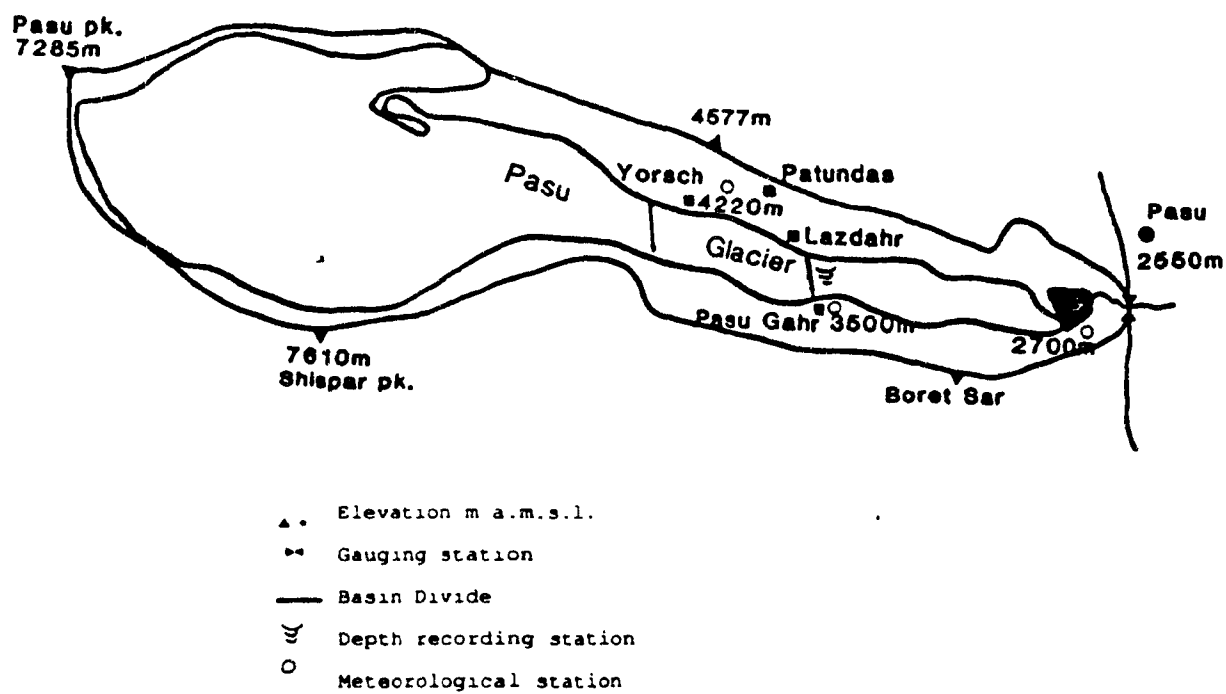 Pasu pk.
7285m
4577m
Yorsch
Patundas
4220m
Pasu
Glacier
Lazdahr
Pasu
2550m
Pasu Gahr 3500m
2700m
7610m
Shispar pk.
Boret Sar
Elevation m a.m.s.l.
Gauging station
Basin Divide
Depth recording station
Meteorological station